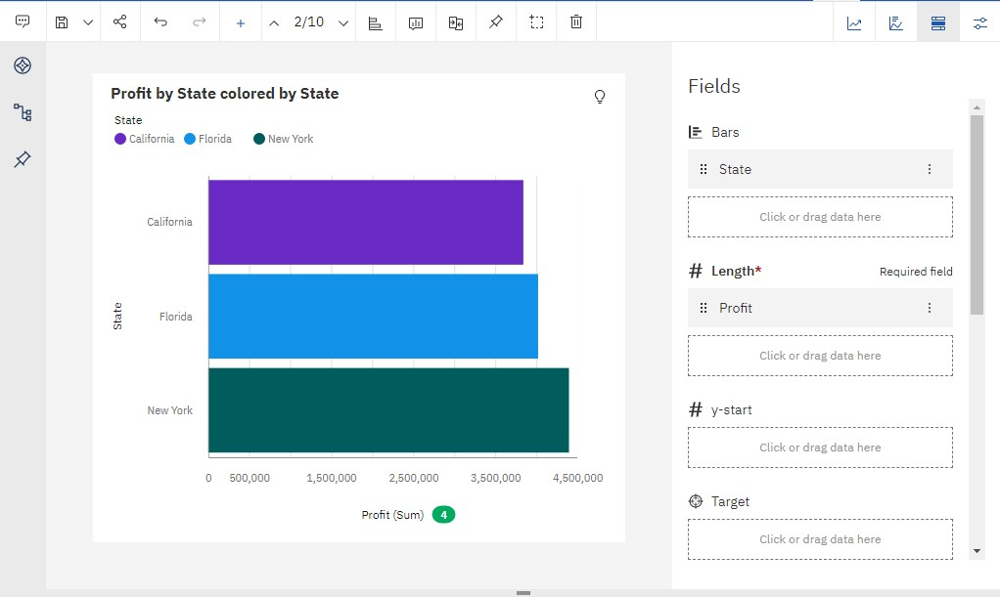 2/10
Profit by State colored by State
State
California Florida New York
California
Florida
New York
State
0 500,000 1,500,000 2,500,000 3,500,000 4,500,000
Profit (Sum) 4
Fields
Bars
State
Click or drag data here
# Length* Required field
Profit
Click or drag data here
# y-start
Click or drag data here
Target
Click or drag data here